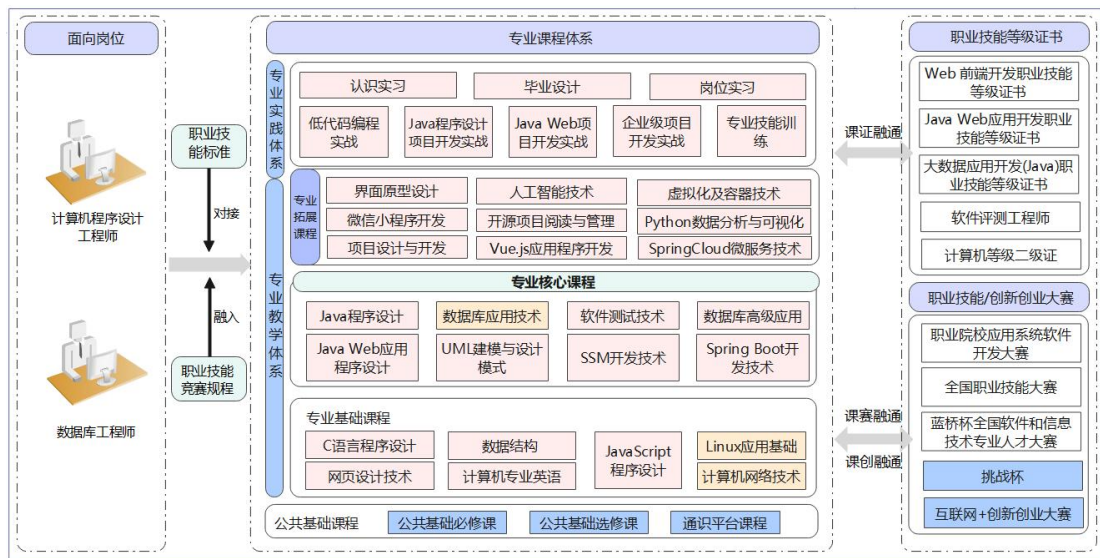 面向岗位
计算机程序设计
工程师
数据库工程师
职业技
能标准
对接
融入
职业技能
竞赛规程
专业课程体系
专业实践体系
认识实习
毕业设计
岗位实习
低代码编程
实战
Java程序设计
项目开发实战
Java Web项
目开发实战
企业级项目
开发实战
专业技能训
练
专业教学体系
专业
拓展
课程
界面原型设计
人工智能技术
虚拟化及容器技术
微信小程序开发
开源项目阅读与管理
Python数据分析与可视化
项目设计与开发
Vue.js应用程序开发
SpringCloud微服务技术
专业核心课程
Java程序设计
数据库应用技术
软件测试技术
数据库高级应用
Java Web应用
程序设计
UML建模与设计
模式
SSM开发技术
Spring Boot开
发技术
专业基础课程
C语言程序设计
数据结构
JavaScript
程序设计
Linux应用基础
网页设计技术
计算机专业英语
计算机网络技术
公共基础课程
公共基础必修课
公共基础选修课
通识平台课程
课证融通
课赛融通
课创融通
职业技能等级证书
Web 前端开发职业技能
等级证书
Java Web应用开发职业
技能等级证书
大数据应用开发(Java)职
业技能等级证书
软件评测工程师
计算机等级二级证
职业技能/创新创业大赛
职业院校应用系统软件
开发大赛
全国职业技能大赛
蓝桥杯全国软件和信息
技术专业人才大赛
挑战杯
互联网+创新创业大赛